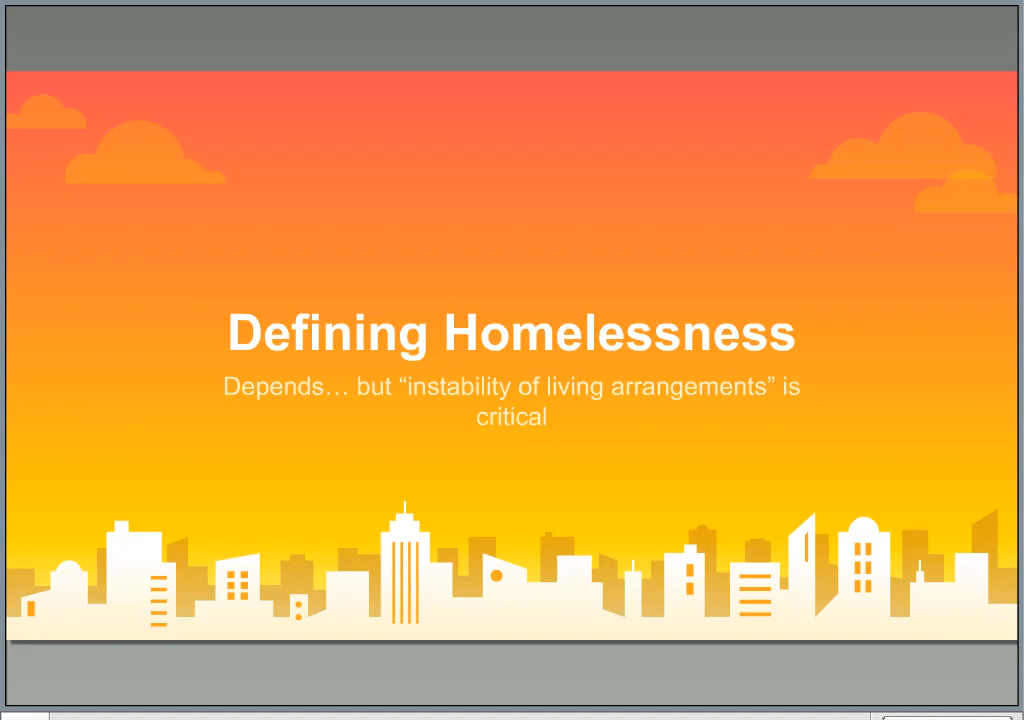 Defining Homelessness
Depends… but “instability of living arrangements” is
critical